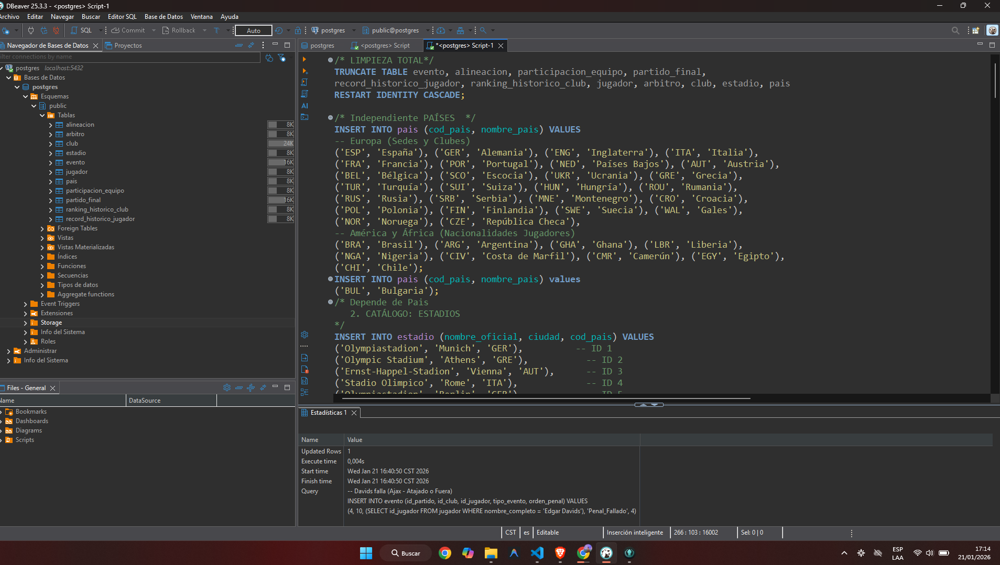 DBeaver 25.3.3 - <postgres> Script-1
Archivo Editar Navegar Buscar Editor SQL Base de Datos Ventana Ayuda
SQL Commit Rollback T Auto postgres public@postgres
Navegador de Bases de Datos Proyectos
filter connections by name
postgres localhost:5432
Bases de Datos
postgres
Esquemas
public
Tablas
alineacion 8K
arbitro 8K
club 24K
estadio 8K
evento 16K
jugador 8K
pais 8K
participacion_equipo 8K
partido_final 16K
ranking_historico_club 8K
record_historico_jugador 8K
Foreign Tables
Vistas
Vistas Materializadas
Índices
Funciones
Secuencias
Tipos de datos
Aggregate functions
Event Triggers
Extensiones
Storage
Info del Sistema
Roles
Administrar
Info del Sistema
Files - General
Name DataSource
Bookmarks
Dashboards
Diagrams
Scripts
postgres <postgres> Script *<postgres> Script-1
AI
/* LIMPIEZA TOTAL*/
TRUNCATE TABLE evento, alineacion, participacion_equipo, partido_final,
record_historico_jugador, ranking_historico_club, jugador, arbitro, club, estadio, pais
RESTART IDENTITY CASCADE;
/* Independiente PAÍSES  */
INSERT INTO pais (cod_pais, nombre_pais) VALUES
-- Europa (Sedes y Clubes)
('ESP', 'España'), ('GER', 'Alemania'), ('ENG', 'Inglaterra'), ('ITA', 'Italia'),
('FRA', 'Francia'), ('POR', 'Portugal'), ('NED', 'Países Bajos'), ('AUT', 'Austria'),
('BEL', 'Bélgica'), ('SCO', 'Escocia'), ('UKR', 'Ucrania'), ('GRE', 'Grecia'),
('TUR', 'Turquía'), ('SUI', 'Suiza'), ('HUN', 'Hungría'), ('ROU', 'Rumania'),
('RUS', 'Rusia'), ('SRB', 'Serbia'), ('MNE', 'Montenegro'), ('CRO', 'Croacia'),
('POL', 'Polonia'), ('FIN', 'Finlandia'), ('SWE', 'Suecia'), ('WAL', 'Gales'),
('NOR', 'Noruega'), ('CZE', 'República Checa'),
-- América y África (Nacionalidades Jugadores)
('BRA', 'Brasil'), ('ARG', 'Argentina'), ('GHA', 'Ghana'), ('LBR', 'Liberia'),
('NGA', 'Nigeria'), ('CIV', 'Costa de Marfil'), ('CMR', 'Camerún'), ('EGY', 'Egipto'),
('CHI', 'Chile');
INSERT INTO pais (cod_pais, nombre_pais) values
('BUL', 'Bulgaria');
/* Depende de Pais
2. CATÁLOGO: ESTADIOS
*/
INSERT INTO estadio (nombre_oficial, ciudad, cod_pais) VALUES
('Olympiastadion', 'Munich', 'GER'), -- ID 1
('Olympic Stadium', 'Athens', 'GRE'), -- ID 2
('Ernst-Happel-Stadion', 'Vienna', 'AUT'), -- ID 3
('Stadio Olimpico', 'Rome', 'ITA'), -- ID 4
('Olympiastadion', 'Berlin', 'GER'), -- ID 5
Estadísticas 1
Name Value
Updated Rows 1
Execute time 0,004s
Start time Wed Jan 21 16:40:50 CST 2026
Finish time Wed Jan 21 16:40:50 CST 2026
Query -- Davids falla (Ajax - Atajado o Fuera)
INSERT INTO evento (id_partido, id_club, id_jugador, tipo_evento, orden_penal) VALUES
(4, 10, (SELECT id_jugador FROM jugador WHERE nombre_completo = 'Edgar Davids'), 'Penal_Fallado', 4)
CST es Editable Inserción inteligente 266 : 103 : 16002 Sel: 0 | 0
Buscar
ESP
LAA
17:14
21/01/2026